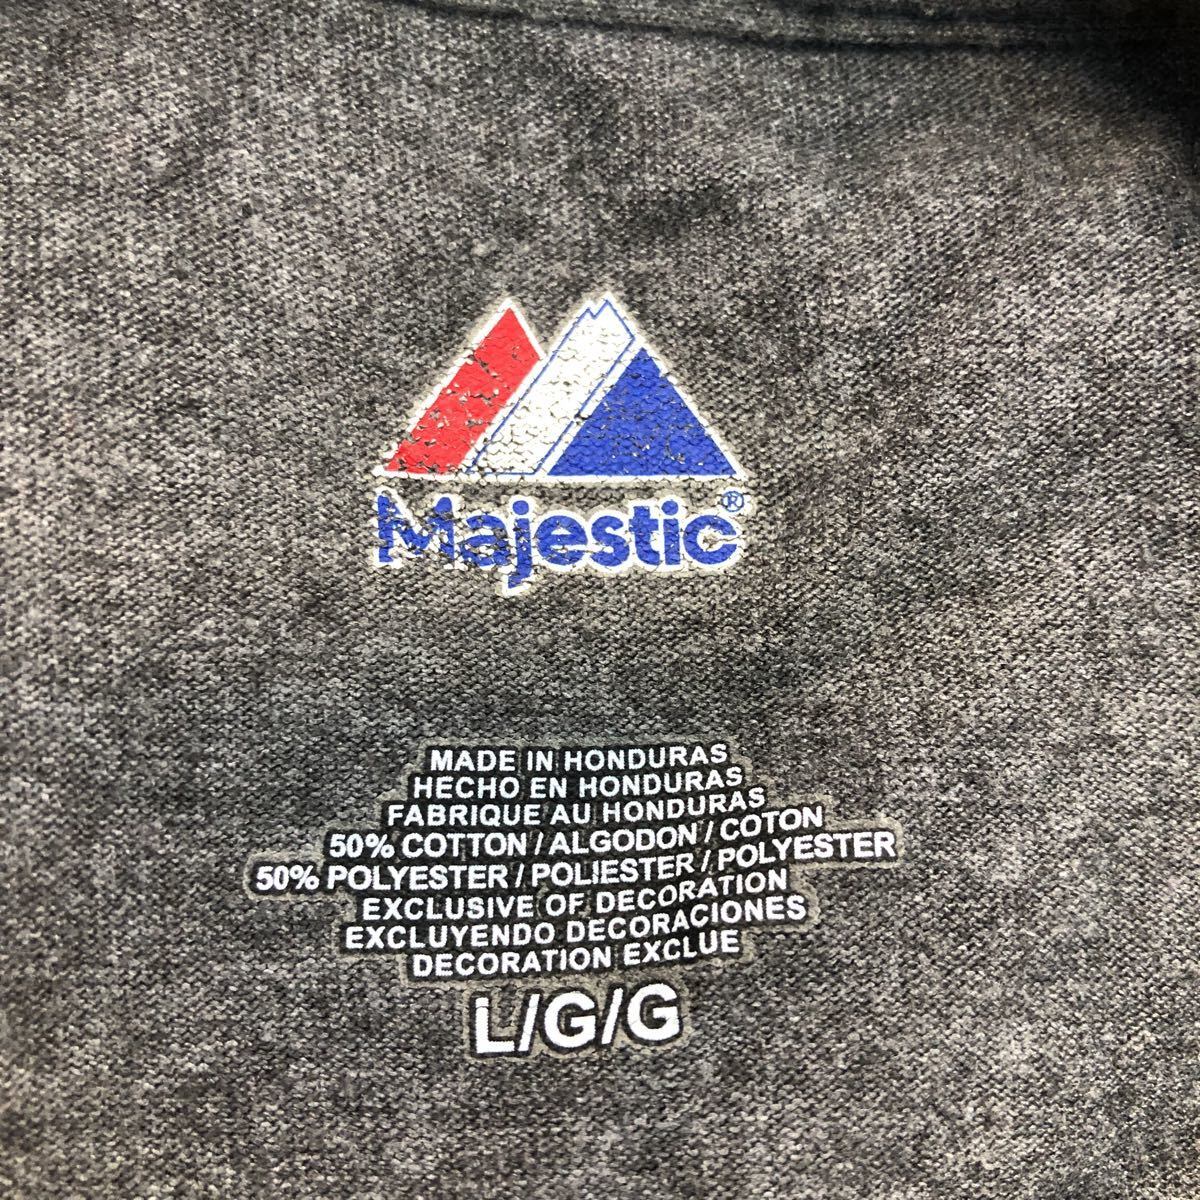 Majestic®
MADE IN HONDURAS
HECHO EN HONDURAS
FABRIQUE AU HONDURAS
50% COTTON / ALGODON / COTON
50% POLYESTER / POLIESTER / POLYESTER
EXCLUSIVE OF DECORATION
EXCLUYENDO DECORACIONES
DECORATION EXCLUE
L/G/G